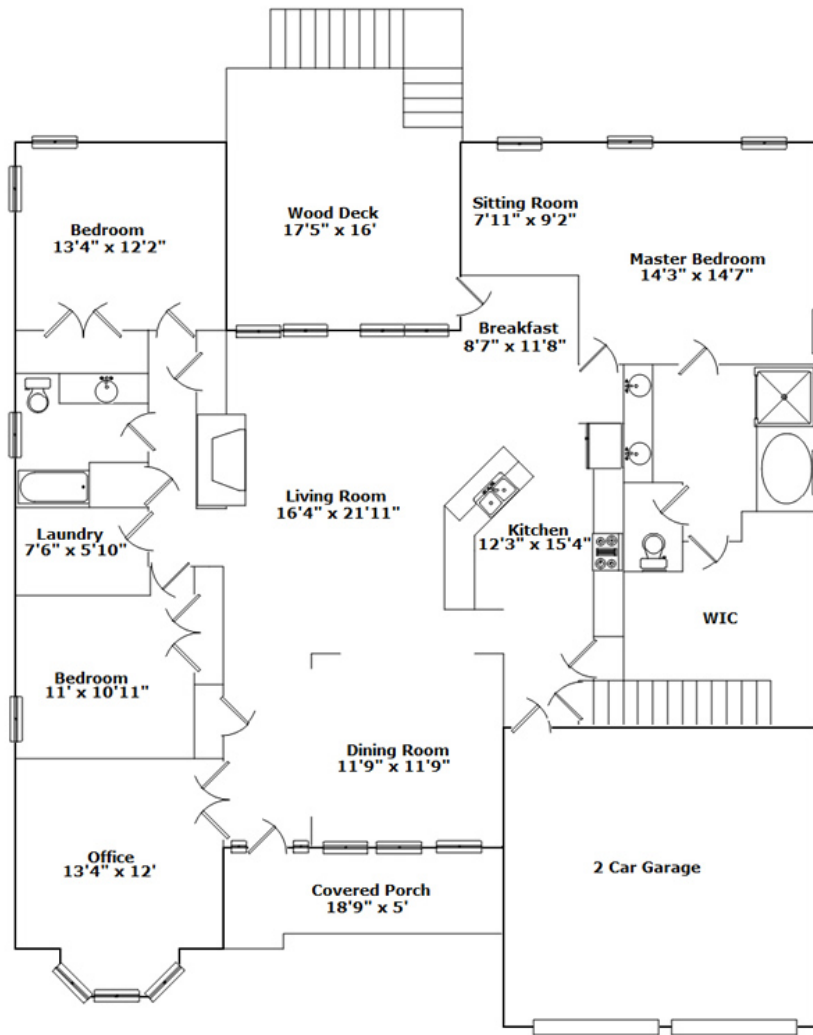 Wood Deck
17'5" x 16'
Sitting Room
7'11" x 9'2"
Bedroom
13'4" x 12'2"
Master Bedroom
14'3" x 14'7"
Breakfast
8'7" x 11'8"
Living Room
16'4" x 21'11"
Kitchen
12'3" x 15'4"
Laundry
7'6" x 5'10"
WIC
Bedroom
11' x 10'11"
Dining Room
11'9" x 11'9"
Office
13'4" x 12'
2 Car Garage
Covered Porch
18'9" x 5'